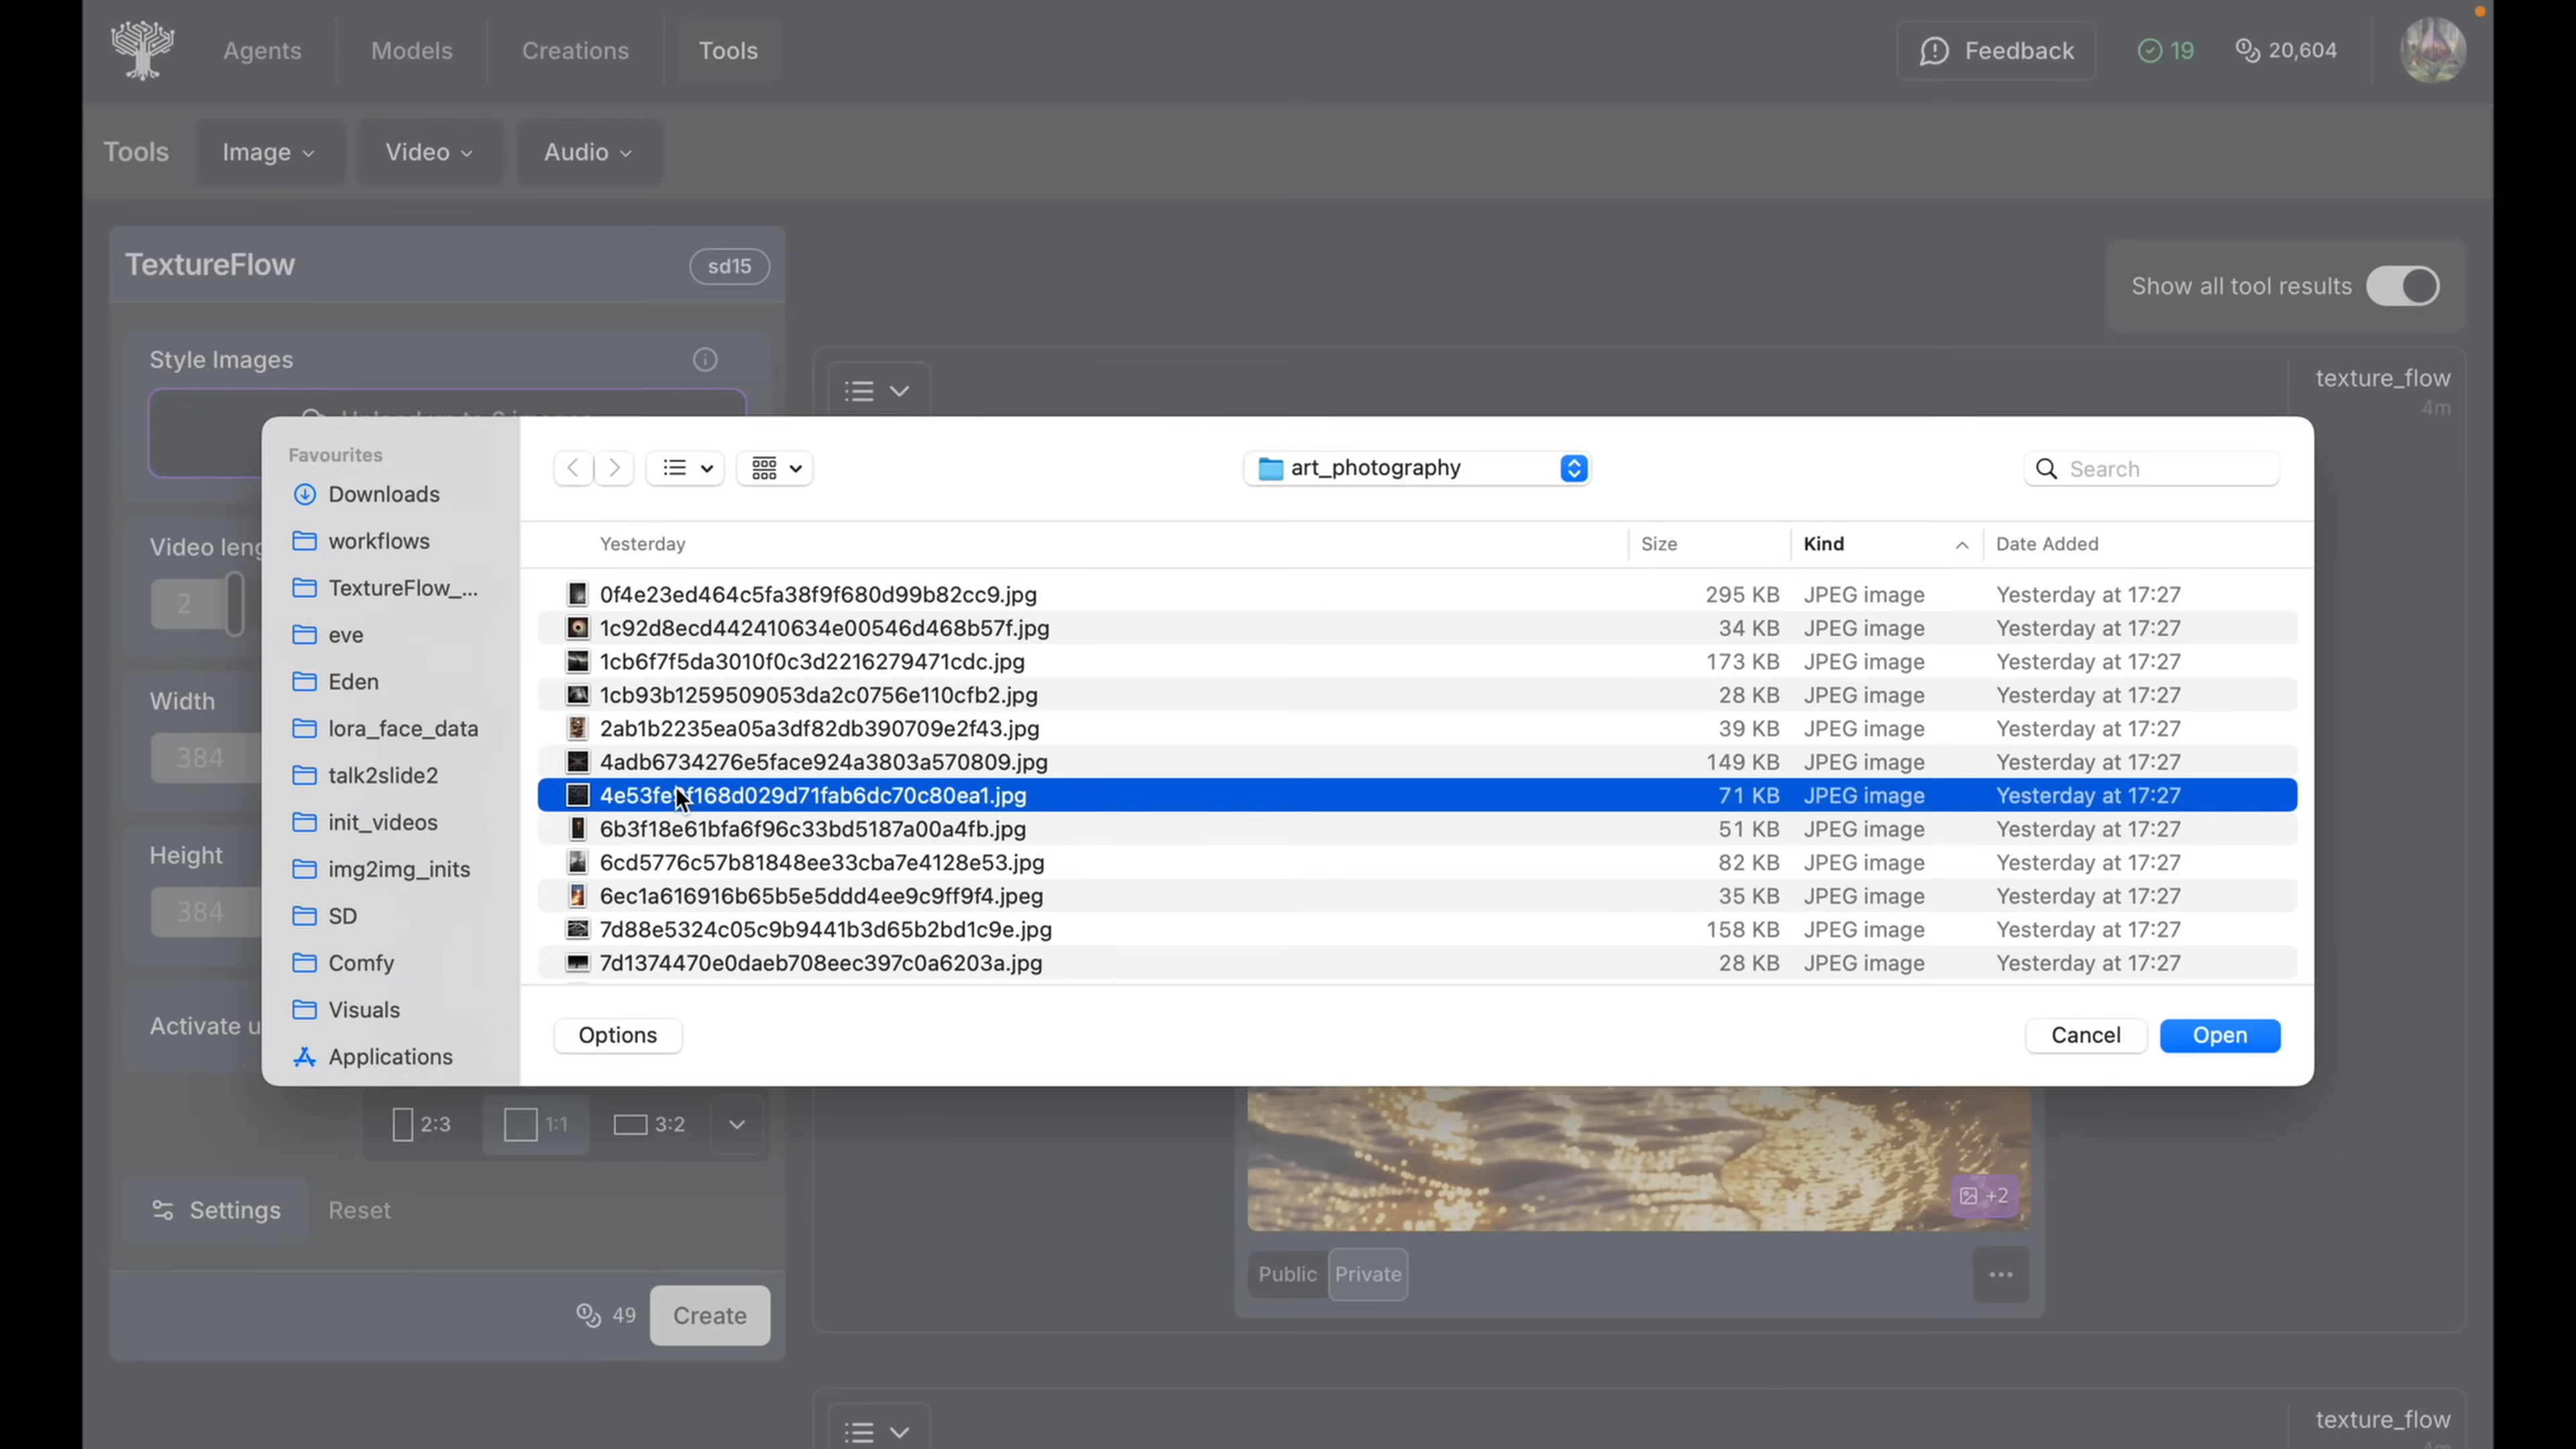 Agents
Models
Creations
Tools
Feedback
19
20,604
Tools
Image
Video
Audio
TextureFlow
sd15
Show all tool results
Style Images
texture_flow
4m
Favourites
Downloads
workflows
TextureFlow_...
eve
Eden
lora_face_data
talk2slide2
init_videos
img2img_inits
SD
Comfy
Visuals
Applications
art_photography
Search
Yesterday Size Kind Date Added
0f4e23ed464c5fa38f9f680d99b82cc9.jpg 295 KB JPEG image Yesterday at 17:27
1c92d8ecd442410634e00546d468b57f.jpg 34 KB JPEG image Yesterday at 17:27
1cb6f7f5da3010f0c3d2216279471cdc.jpg 173 KB JPEG image Yesterday at 17:27
1cb93b1259509053da2c0756e110cfb2.jpg 28 KB JPEG image Yesterday at 17:27
2ab1b2235ea05a3df82db390709e2f43.jpg 39 KB JPEG image Yesterday at 17:27
4adb6734276e5face924a3803a570809.jpg 149 KB JPEG image Yesterday at 17:27
71 KB JPEG image Yesterday at 17:27
6b3f18e61bfa6f96c33bd5187a00a4fb.jpg 51 KB JPEG image Yesterday at 17:27
6cd5776c57b81848ee33cba7e4128e53.jpg 82 KB JPEG image Yesterday at 17:27
6ec1a616916b65b5e5ddd4ee9c9ff9f4.jpeg 35 KB JPEG image Yesterday at 17:27
7d88e5324c05c9b9441b3d65b2bd1c9e.jpg 158 KB JPEG image Yesterday at 17:27
7d1374470e0daeb708eec397c0a6203a.jpg 28 KB JPEG image Yesterday at 17:27
Options
Cancel
Open
Video leng
2
Width
384
Height
384
Activate u
2:3
1:1
3:2
Settings
Reset
49
Create
+2
Public
Private
texture_flow